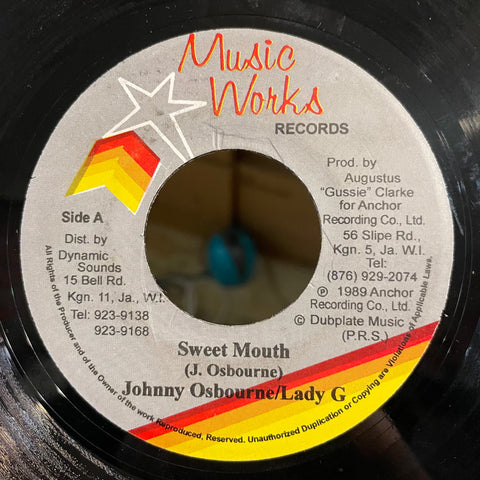 Music
Works
RECORDS
Prod. by
Augustus
"Gussie" Clarke
for Anchor
Recording Co., Ltd.
56 Slipe Rd.,
Kgn. 5, Ja. W.I.
Tel:
(876) 929-2074
℗ 1989 Anchor
Recording Co., Ltd.
© Dubplate Music
(P.R.S.)
Side A
Dist. by
Dynamic
Sounds
15 Bell Rd.
Kgn. 11, Ja., W.I.
Tel: 923-9138
923-9168
Sweet Mouth
(J. Osbourne)
Johnny Osbourne/Lady G
All Rights of the Producer and of the Owner of the work Reproduced, Reserved. Unauthorized Duplication or Copying are Violations of Applicable Laws.